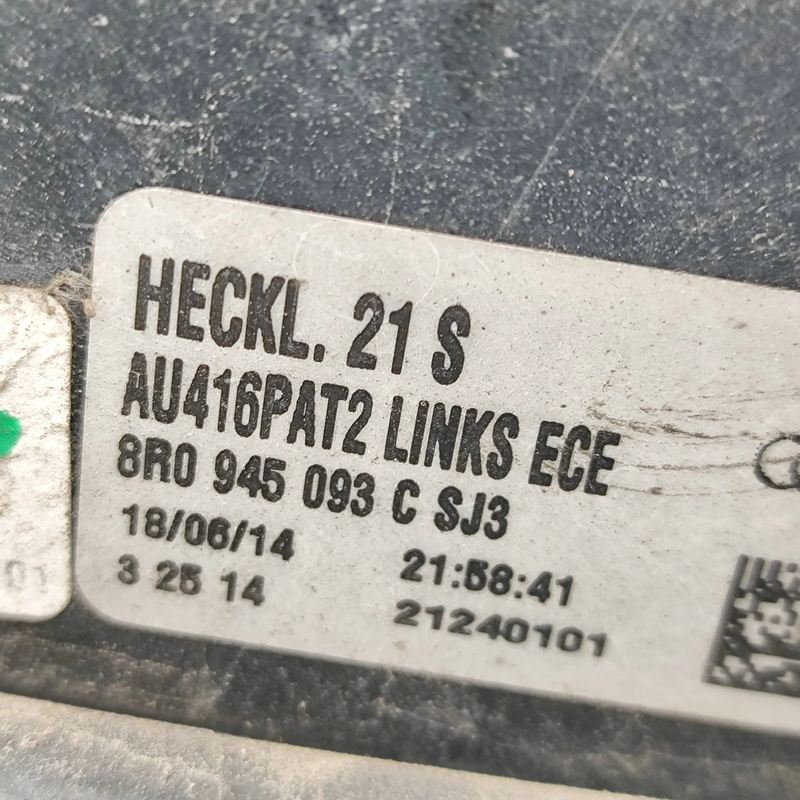 HECKL. 21 S
AU416PAT2 LINKS ECE
8R0 945 093 C SJ3
18/06/14 21:58:41
3 25 14 21240101
01